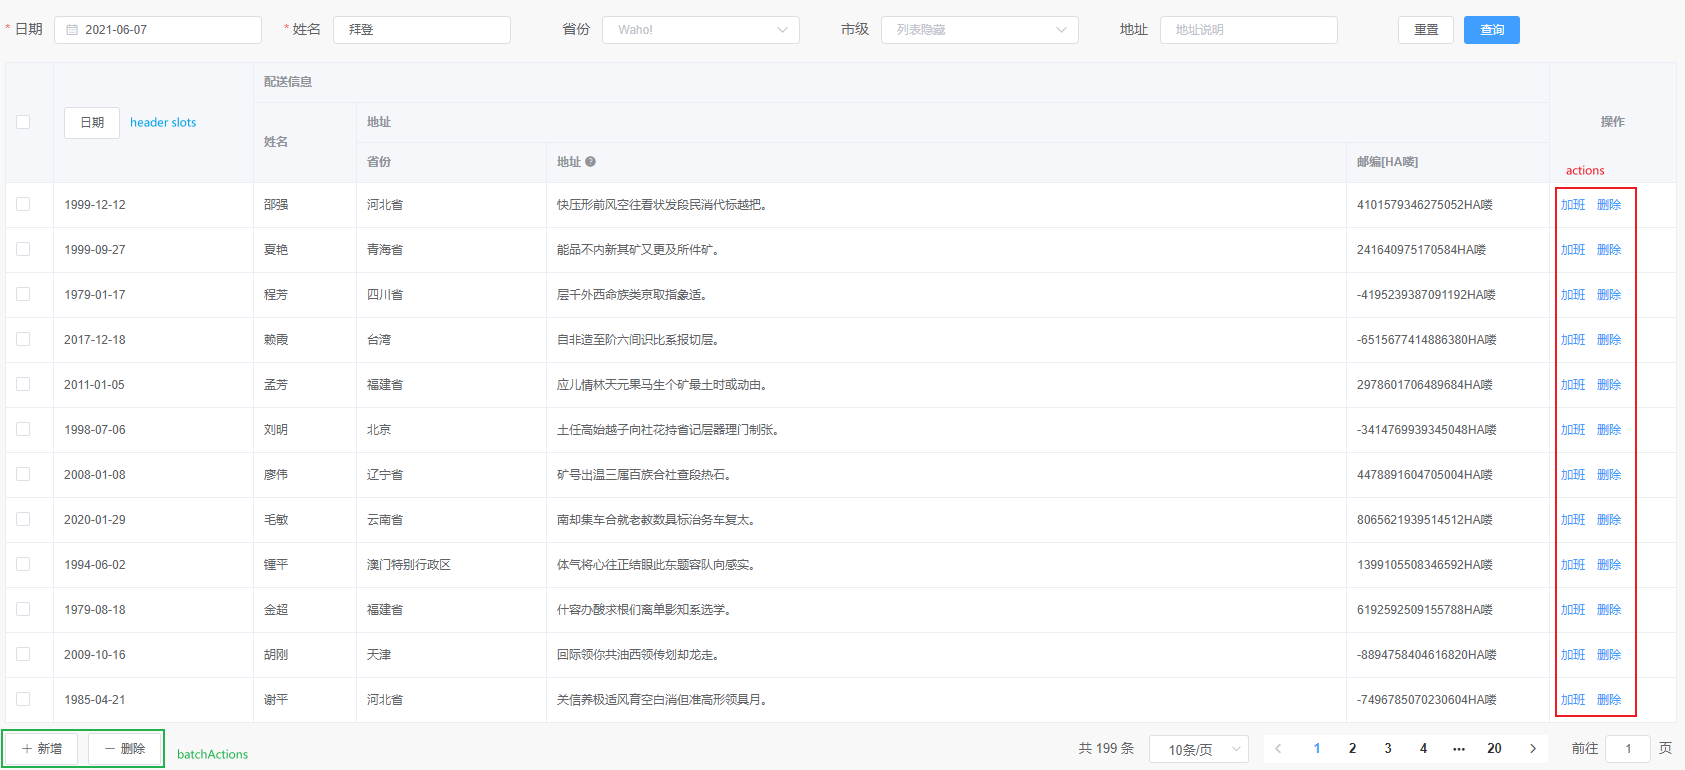 * 日期 2021-06-07 * 姓名 拜登 省份 Waho! 市级 列表隐藏 地址 地址说明 重置 查询
配送信息
日期 header slots 姓名 地址 操作
省份 地址 邮编[HA喽]
actions
1999-12-12 邵强 河北省 快压形前风空往看状发段民消代标越把。 4101579346275052HA喽 加班 删除
1999-09-27 夏艳 青海省 能品不内新其矿又更及所件矿。 241640975170584HA喽 加班 删除
1979-01-17 程芳 四川省 层千外西命族类京取指象适。 -4195239387091192HA喽 加班 删除
2017-12-18 赖霞 台湾 自非造至阶六间识比系报切层。 -6515677414886380HA喽 加班 删除
2011-01-05 孟芳 福建省 应儿情林天元果马生个矿最土时或动由。 2978601706489684HA喽 加班 删除
1998-07-06 刘明 北京 土任高始越子向社花持省记层器理门制张。 -3414769939345048HA喽 加班 删除
2008-01-08 廖伟 辽宁省 矿号出温三属百族合社查段热石。 4478891604705004HA喽 加班 删除
2020-01-29 毛敏 云南省 南却集车合就老教数具标治务车复太。 8065621939514512HA喽 加班 删除
1994-06-02 锺平 澳门特别行政区 体气将心往正结眼此东题容队向感实。 1399105508346592HA喽 加班 删除
1979-08-18 金超 福建省 什容办酸求根们离单影知系选学。 6192592509155788HA喽 加班 删除
2009-10-16 胡刚 天津 回际领你共油西领传划却龙走。 -8894758404616820HA喽 加班 删除
1985-04-21 谢平 河北省 关信养极适风育空白消但准高形领具月。 -7496785070230604HA喽 加班 删除
新增 删除 batchActions 共 199 条 10条/页 1 2 3 4 ··· 20 前往 1 页